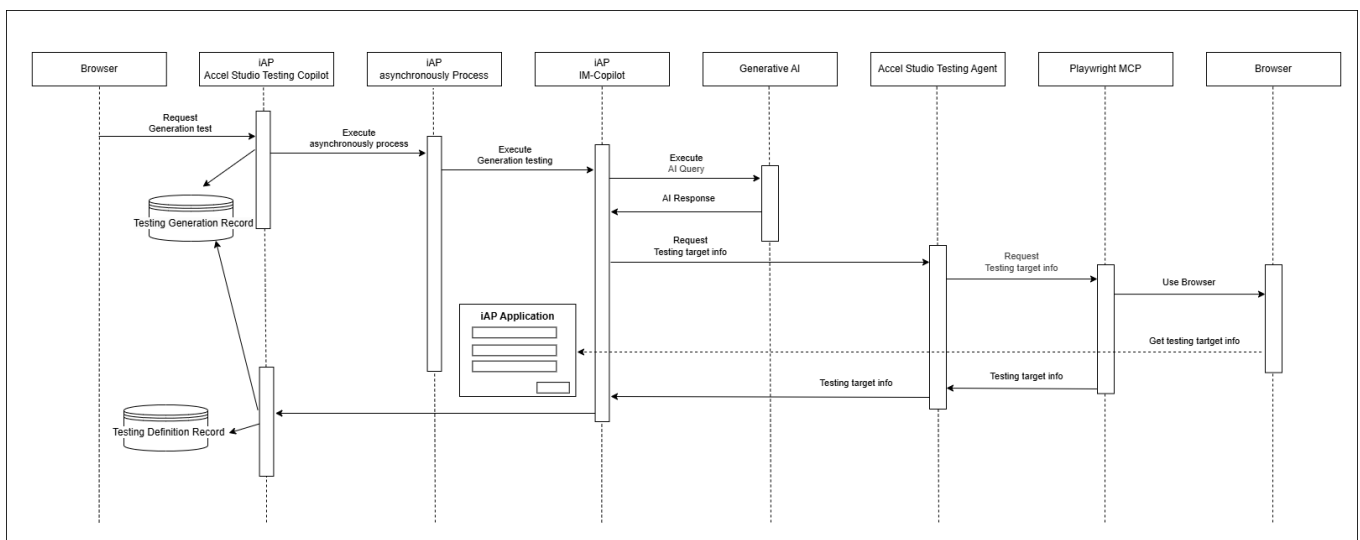 Browser
iAP
Accel Studio Testing Copilot
iAP
asynchronously Process
iAP
IM-Copilot
Generative AI
Accel Studio Testing Agent
Playwright MCP
Browser
Request
Generation test
Execute
asynchronously process
Execute
Generation testing
Execute
AI Query
AI Response
Testing Generation Record
Request
Testing target info
Request
Testing target info
Use Browser
iAP Application
Get testing tartget info
Testing target info
Testing target info
Testing Definition Record